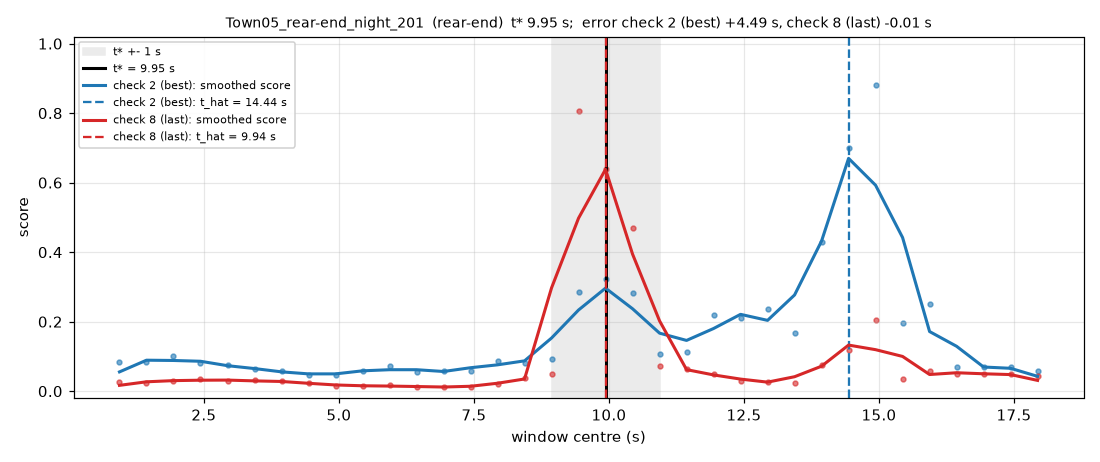 Town05_rear-end_night_201  (rear-end)  t* 9.95 s;  error check 2 (best) +4.49 s, check 8 (last) -0.01 s
t* +- 1 s
t* = 9.95 s
check 2 (best): smoothed score
check 2 (best): t_hat = 14.44 s
check 8 (last): smoothed score
check 8 (last): t_hat = 9.94 s
score
1.0
0.8
0.6
0.4
0.2
0.0
2.5 5.0 7.5 10.0 12.5 15.0 17.5
window centre (s)